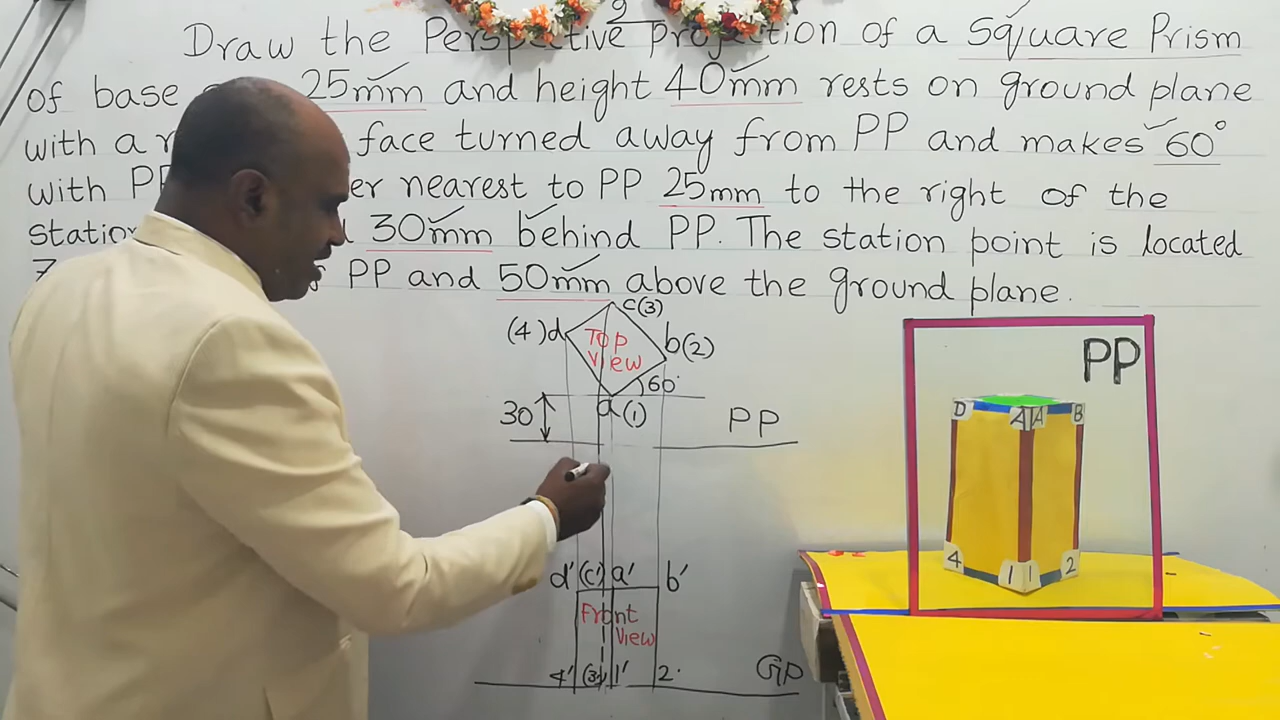 9
Draw the Perspective projection of a Square Prism
of base 25mm and height 40mm rests on ground plane
with a face turned away from PP and makes 60°
with PP nearest to PP 25mm to the right of the
station 30mm behind PP. The station point is located
PP and 50mm above the ground plane.
c(3)
(4)d Top b(2)
View
60°
30 a(1) PP
PP
D A A B
4 1 1 2
d' (c') a' b'
Front
View
4' (3') 1' 2' GP